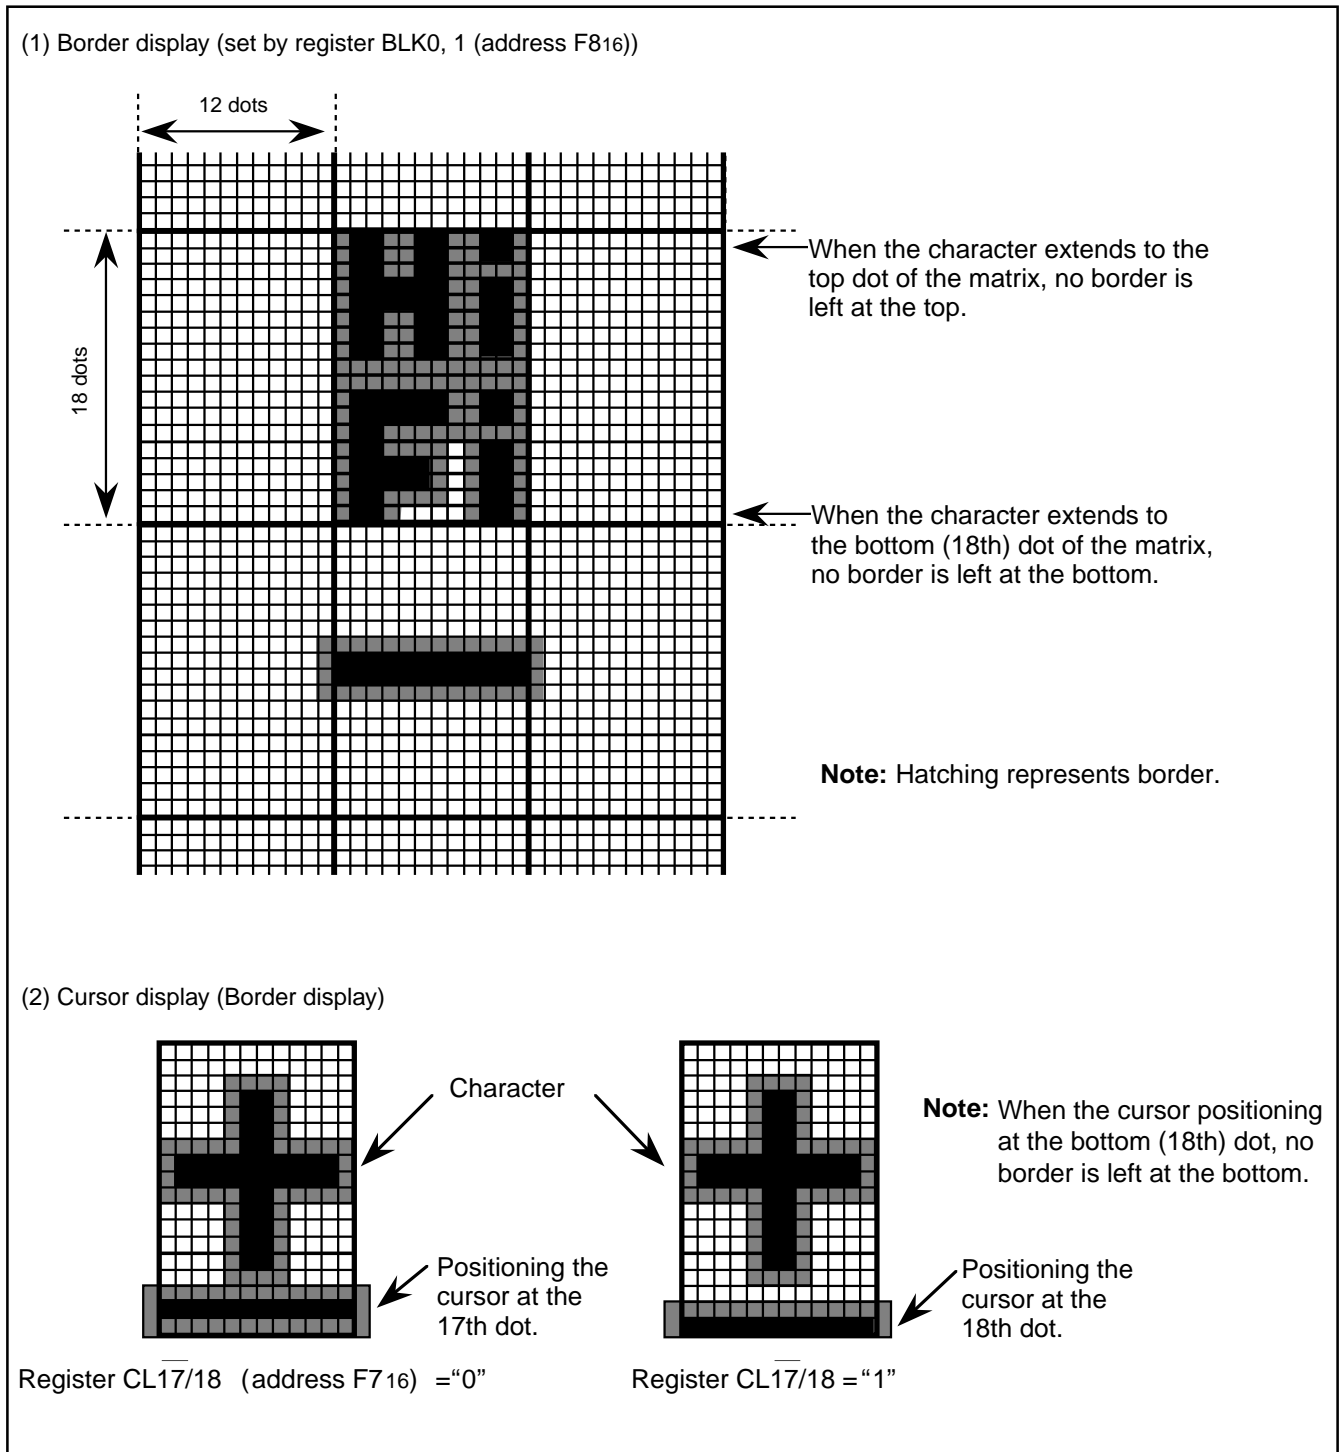 (1) Border display (set by register BLK0, 1 (address F816))
12 dots
18 dots
When the character extends to the
top dot of the matrix, no border is
left at the top.
When the character extends to
the bottom (18th) dot of the matrix,
no border is left at the bottom.
Note: Hatching represents border.
(2) Cursor display (Border display)
Character
Note: When the cursor positioning
at the bottom (18th) dot, no
border is left at the bottom.
Positioning the
cursor at the
17th dot.
Positioning the
cursor at the
18th dot.
Register CL1̅7̅/18 (address F716) =“0”
Register CL1̅7̅/18 = “1”